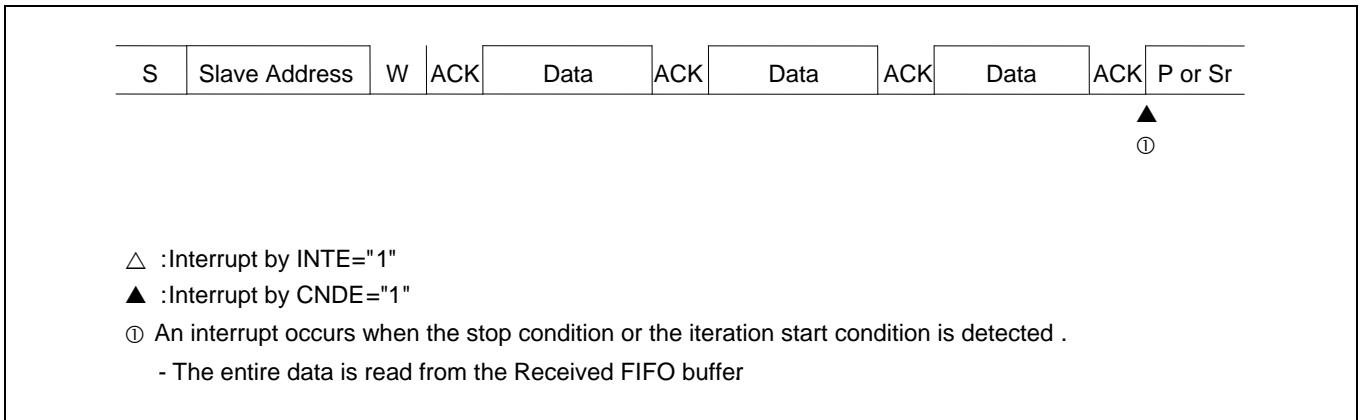 S Slave Address W ACK Data ACK Data ACK Data ACK P or Sr
▲
①
△ :Interrupt by INTE="1"
▲ :Interrupt by CNDE="1"
① An interrupt occurs when the stop condition or the iteration start condition is detected .
- The entire data is read from the Received FIFO buffer